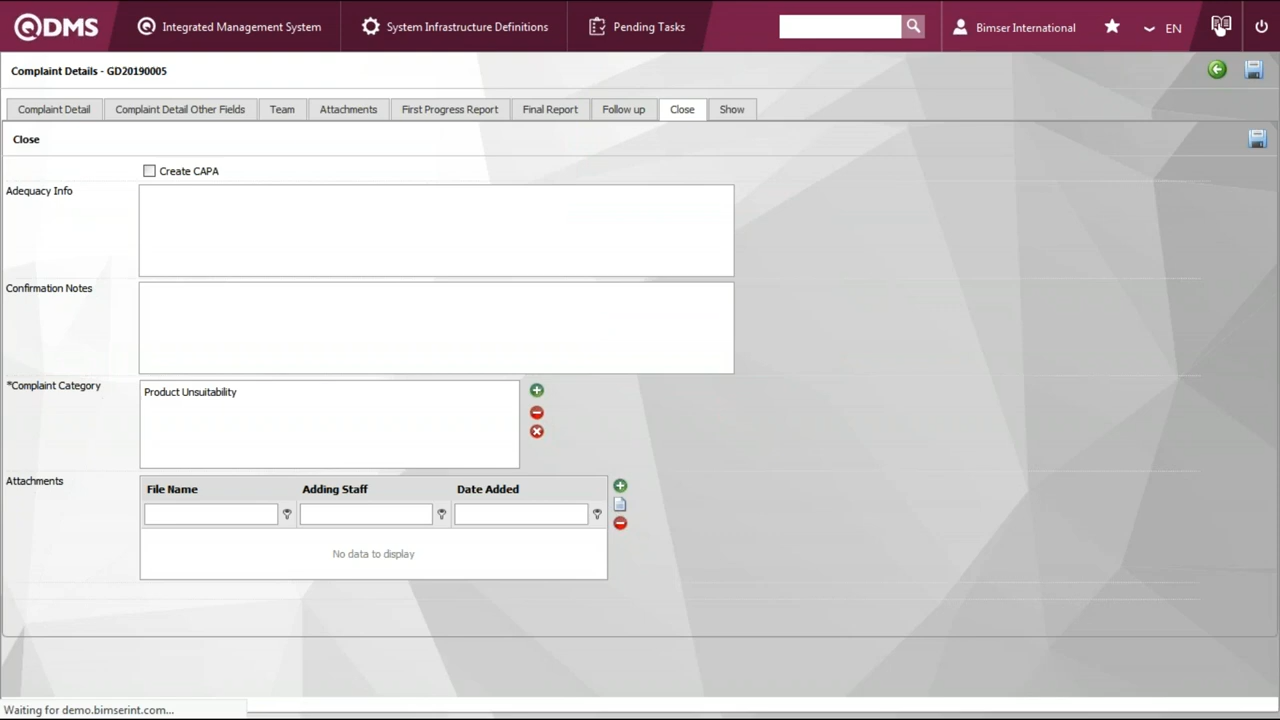 QDMS Integrated Management System System Infrastructure Definitions Pending Tasks Bimser International EN
Complaint Details - GD20190005
Complaint Detail Complaint Detail Other Fields Team Attachments First Progress Report Final Report Follow up Close Show
Close
Create CAPA
Adequacy Info
Confirmation Notes
*Complaint Category
Product Unsuitability
Attachments
File Name Adding Staff Date Added
No data to display
Waiting for demo.bimserint.com...